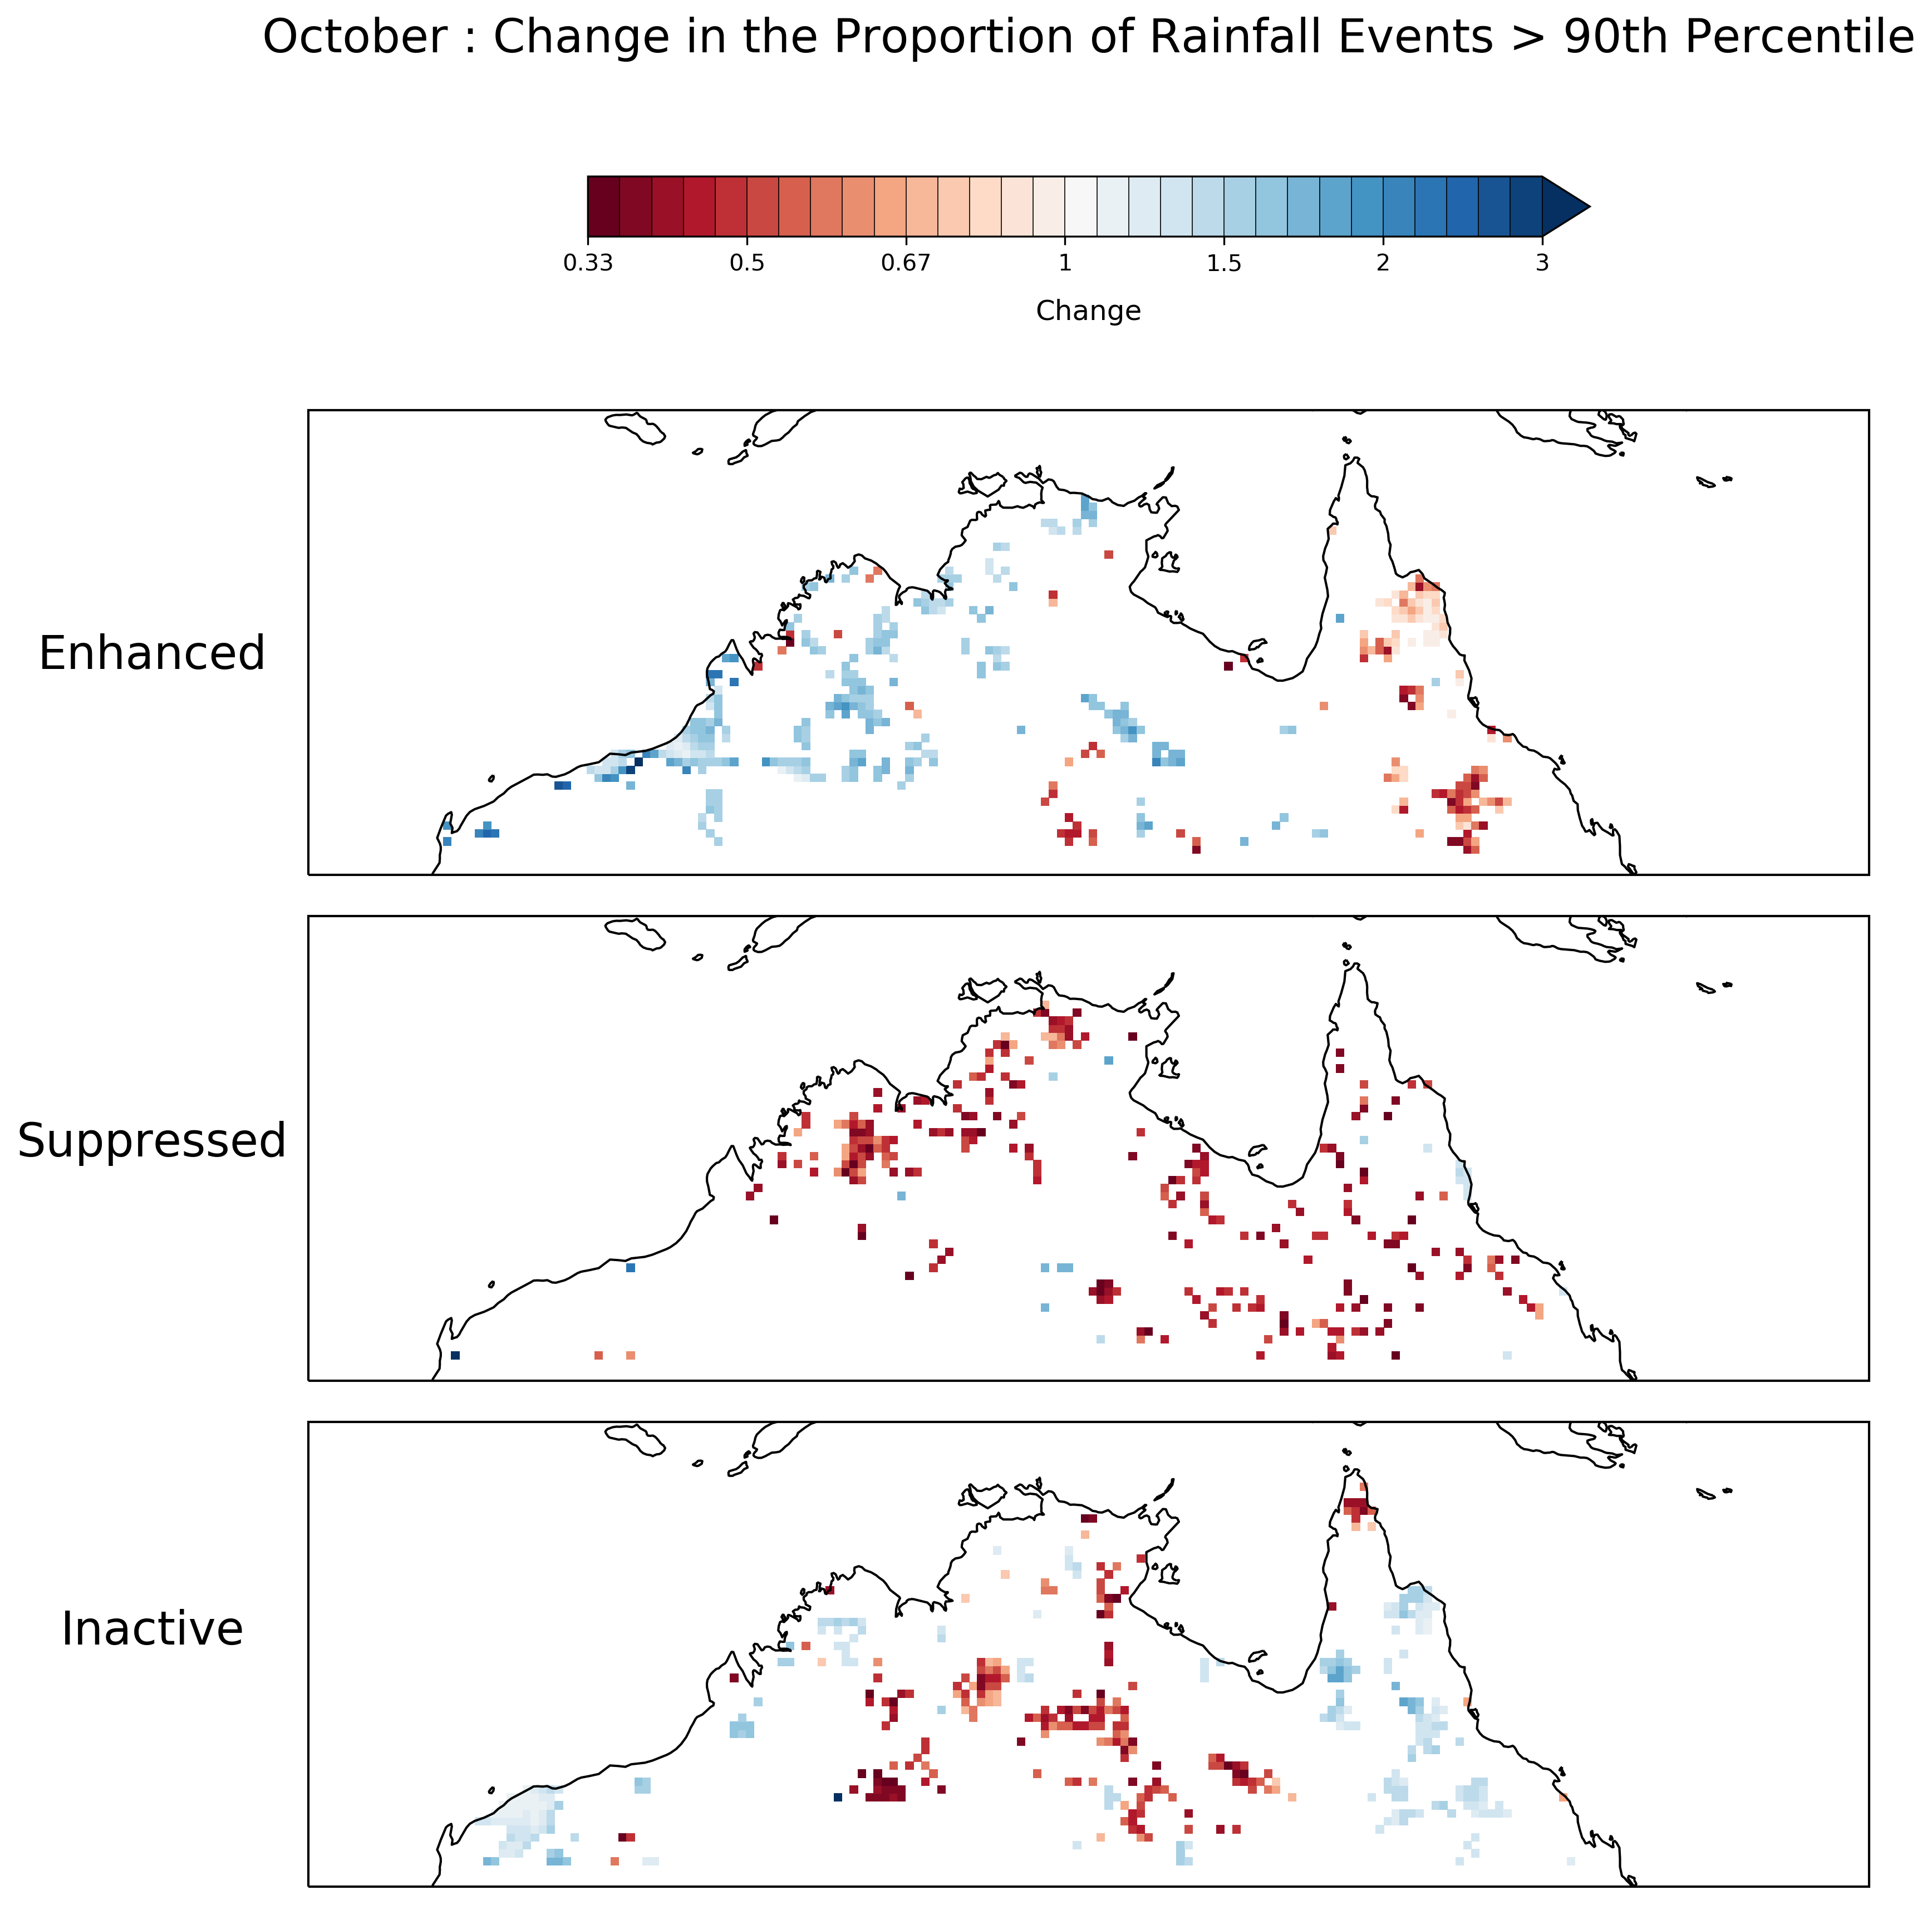 October : Change in the Proportion of Rainfall Events > 90th Percentile
0.33 0.5 0.67 1 1.5 2 3
Change
Enhanced
Suppressed
Inactive